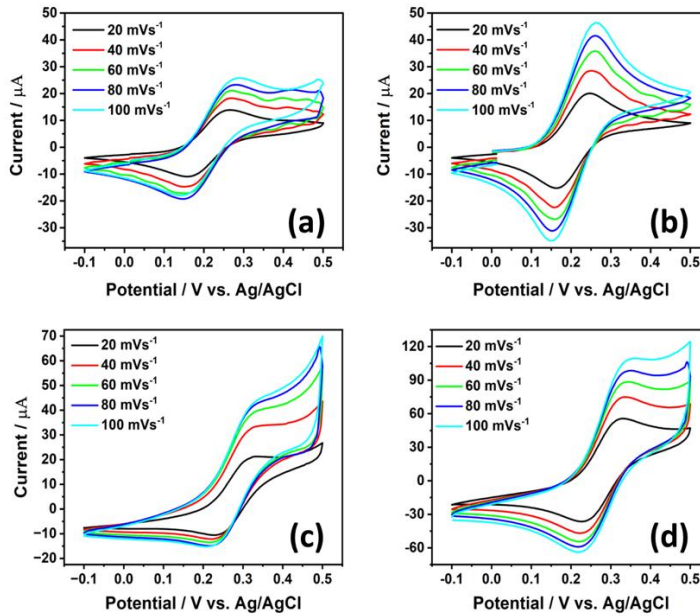 50
40
30
20
10
0
-10
-20
-30
Current / μA
20 mVs⁻¹
40 mVs⁻¹
60 mVs⁻¹
80 mVs⁻¹
100 mVs⁻¹
(a)
-0.1 0.0 0.1 0.2 0.3 0.4 0.5
Potential / V vs. Ag/AgCl
50
40
30
20
10
0
-10
-20
-30
Current / μA
20 mVs⁻¹
40 mVs⁻¹
60 mVs⁻¹
80 mVs⁻¹
100 mVs⁻¹
(b)
-0.1 0.0 0.1 0.2 0.3 0.4 0.5
Potential / V vs. Ag/AgCl
70
60
50
40
30
20
10
0
-10
-20
Current / μA
20 mVs⁻¹
40 mVs⁻¹
60 mVs⁻¹
80 mVs⁻¹
100 mVs⁻¹
(c)
-0.1 0.0 0.1 0.2 0.3 0.4 0.5
Potential / V vs. Ag/AgCl
120
90
60
30
0
-30
-60
Current / μA
20 mVs⁻¹
40 mVs⁻¹
60 mVs⁻¹
80 mVs⁻¹
100 mVs⁻¹
(d)
-0.1 0.0 0.1 0.2 0.3 0.4 0.5
Potential / V vs. Ag/AgCl